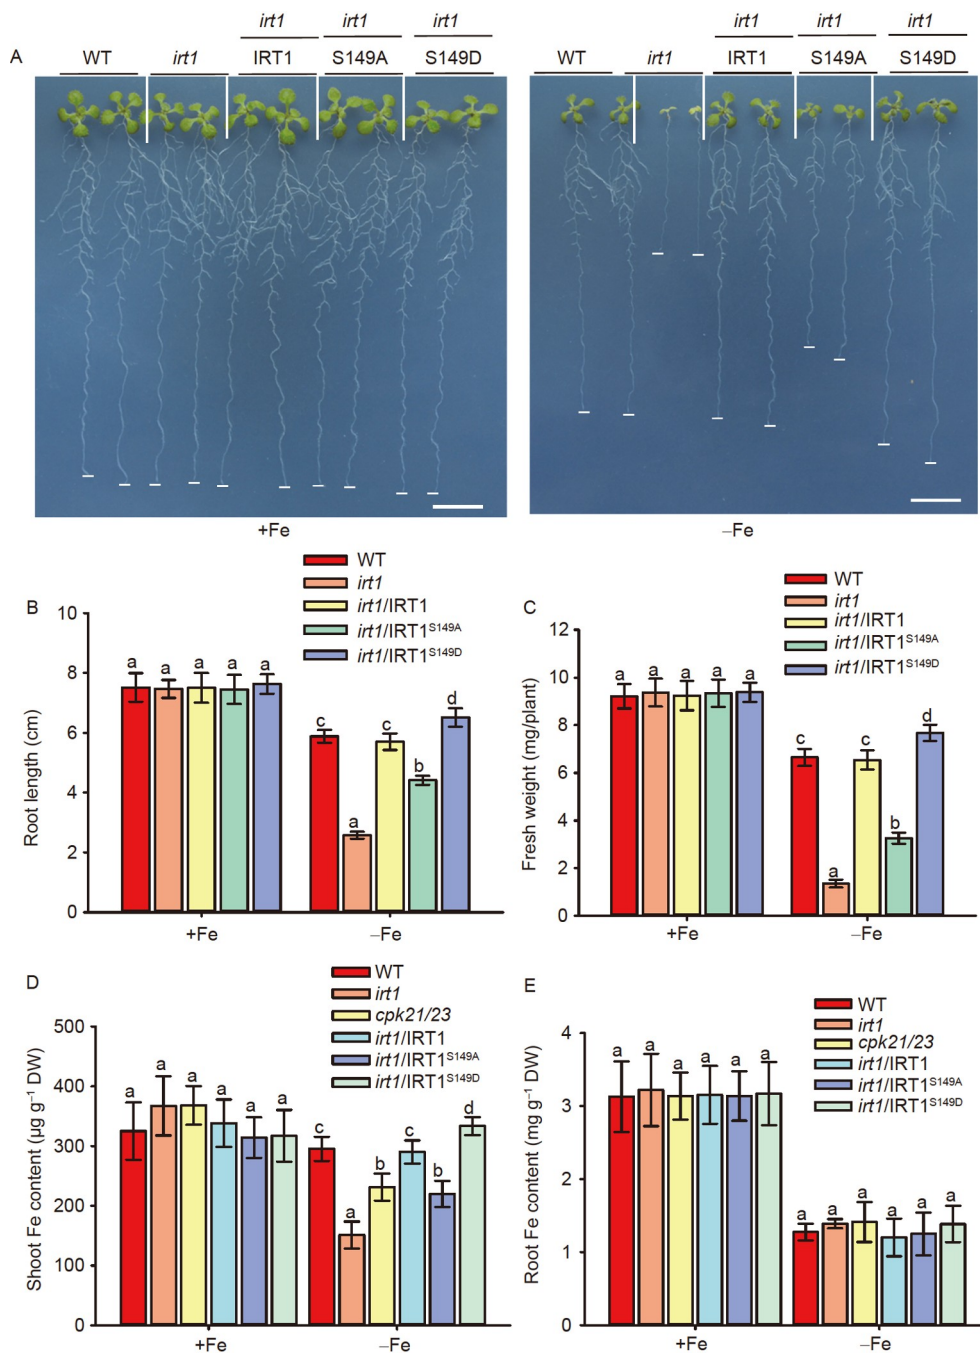 A
irt1 irt1 irt1
WT irt1 IRT1 S149A S149D
irt1 irt1 irt1
WT irt1 IRT1 S149A S149D
+Fe
–Fe
B
WT
irt1
irt1/IRT1
irt1/IRT1S149A
irt1/IRT1S149D
Root length (cm)
10
8
6
4
2
0
a a a a a
c a c b d
+Fe –Fe
C
WT
irt1
irt1/IRT1
irt1/IRT1S149A
irt1/IRT1S149D
Fresh weight (mg/plant)
12
10
8
6
4
2
0
a a a a a
c a c b d
+Fe –Fe
D
WT
irt1
cpk21/23
irt1/IRT1
irt1/IRT1S149A
irt1/IRT1S149D
Shoot Fe content (µg g–1 DW)
500
400
300
200
100
0
a a a a a a
c a b c b d
+Fe –Fe
E
WT
irt1
cpk21/23
irt1/IRT1
irt1/IRT1S149A
irt1/IRT1S149D
Root Fe content (mg g–1 DW)
4
3
2
1
0
a a a a a a
a a a a a a
+Fe –Fe